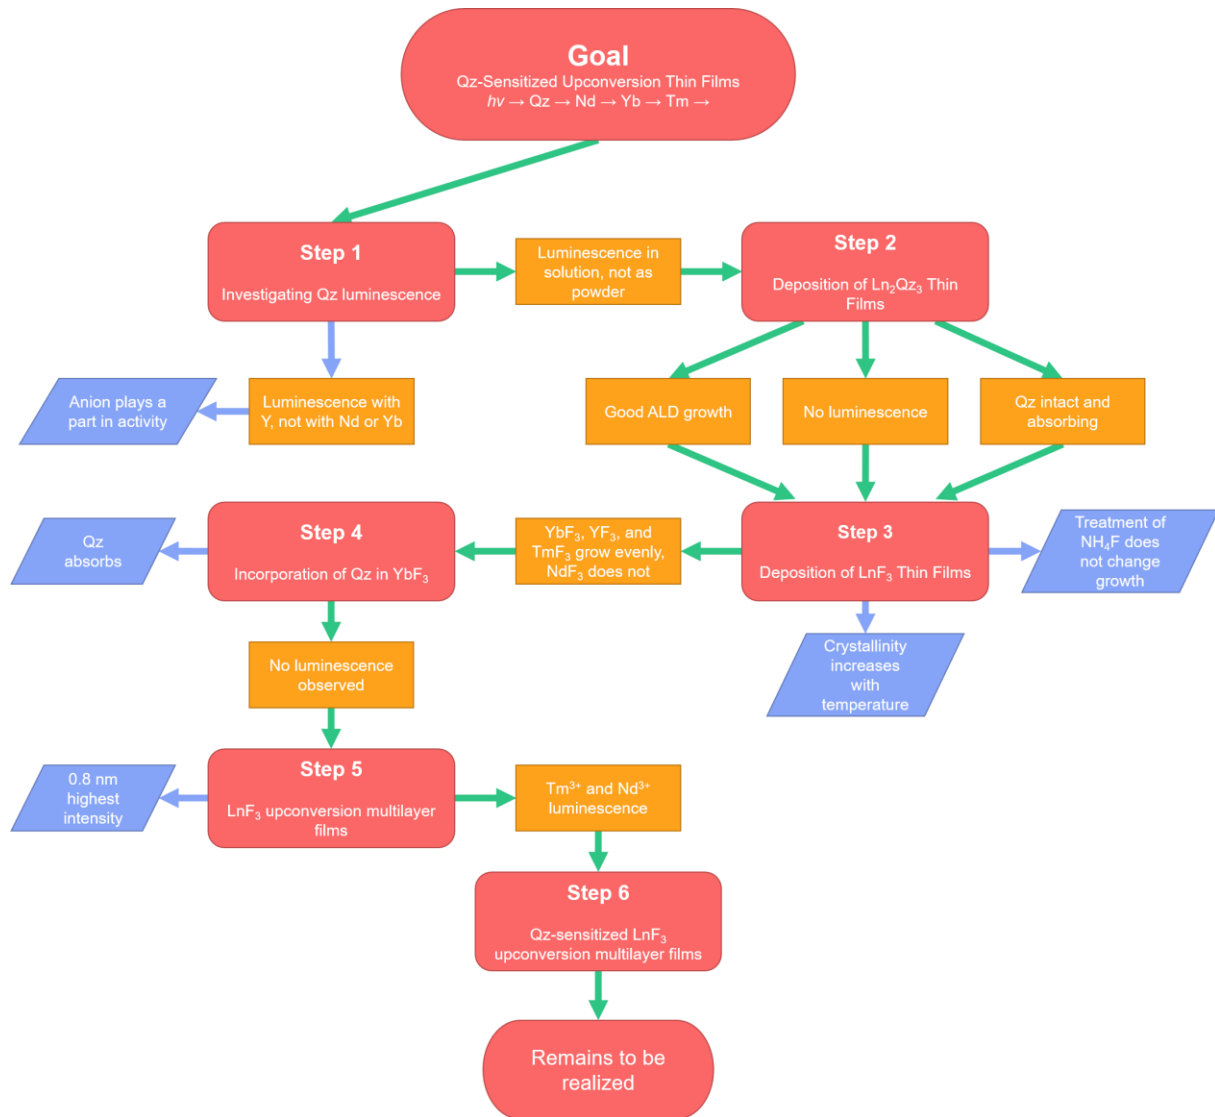 Goal
Qz-Sensitized Upconversion Thin Films
hv → Qz → Nd → Yb → Tm →
Step 1
Investigating Qz luminescence
Luminescence in
solution, not as
powder
Step 2
Deposition of Ln₂Qz₃ Thin
Films
Anion plays a
part in activity
Luminescence with
Y, not with Nd or Yb
Good ALD growth
No luminescence
Qz intact and
absorbing
Qz
absorbs
Step 4
Incorporation of Qz in YbF₃
YbF₃, YF₃, and
TmF₃ grow evenly,
NdF₃ does not
Step 3
Deposition of LnF₃ Thin Films
Treatment of
NH₄F does
not change
growth
No luminescence
observed
Crystallinity
increases
with
temperature
0.8 nm
highest
intensity
Step 5
LnF₃ upconversion multilayer
films
Tm³⁺ and Nd³⁺
luminescence
Step 6
Qz-sensitized LnF₃
upconversion multilayer films
Remains to be
realized